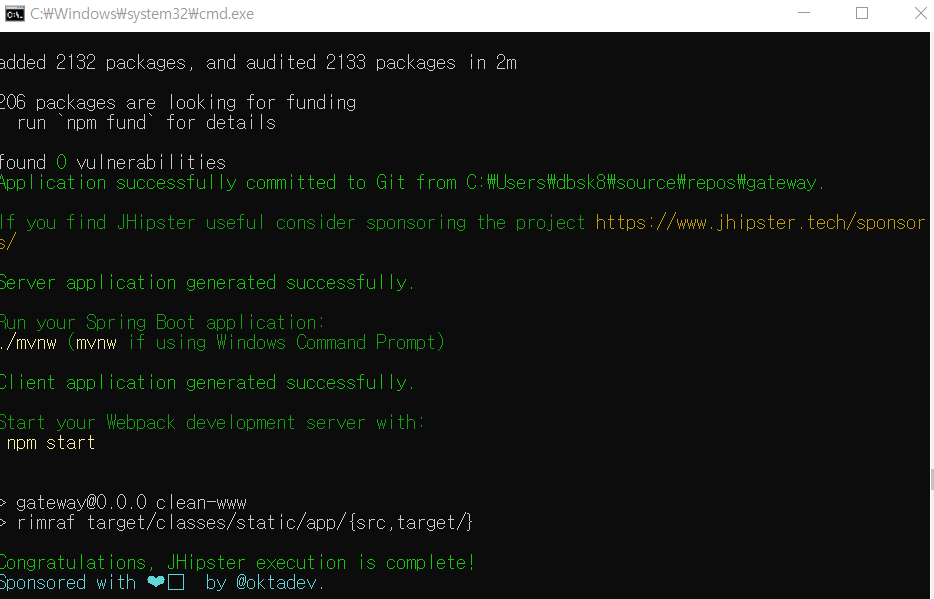 C:\Windows\system32\cmd.exe
added 2132 packages, and audited 2133 packages in 2m
206 packages are looking for funding
  run `npm fund` for details
found 0 vulnerabilities
Application successfully committed to Git from C:₩Users₩dbsk8₩source₩repos₩gateway.
If you find JHipster useful consider sponsoring the project https://www.jhipster.tech/sponsor
s/
Server application generated successfully.
Run your Spring Boot application:
./mvnw (mvnw if using Windows Command Prompt)
Client application generated successfully.
Start your Webpack development server with:
 npm start
> gateway@0.0.0 clean-www
> rimraf target/classes/static/app/{src,target/}
Congratulations, JHipster execution is complete!
Sponsored with ❤□  by @oktadev.